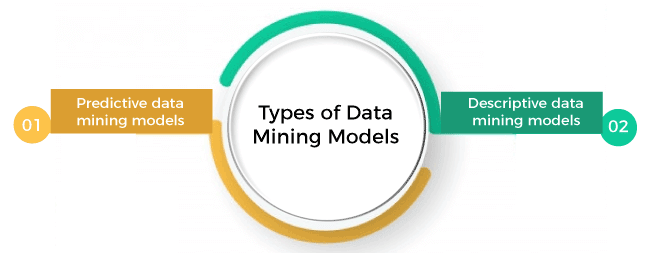 Types of Data
Mining Models
01
Predictive data
mining models
Descriptive data
mining models
02